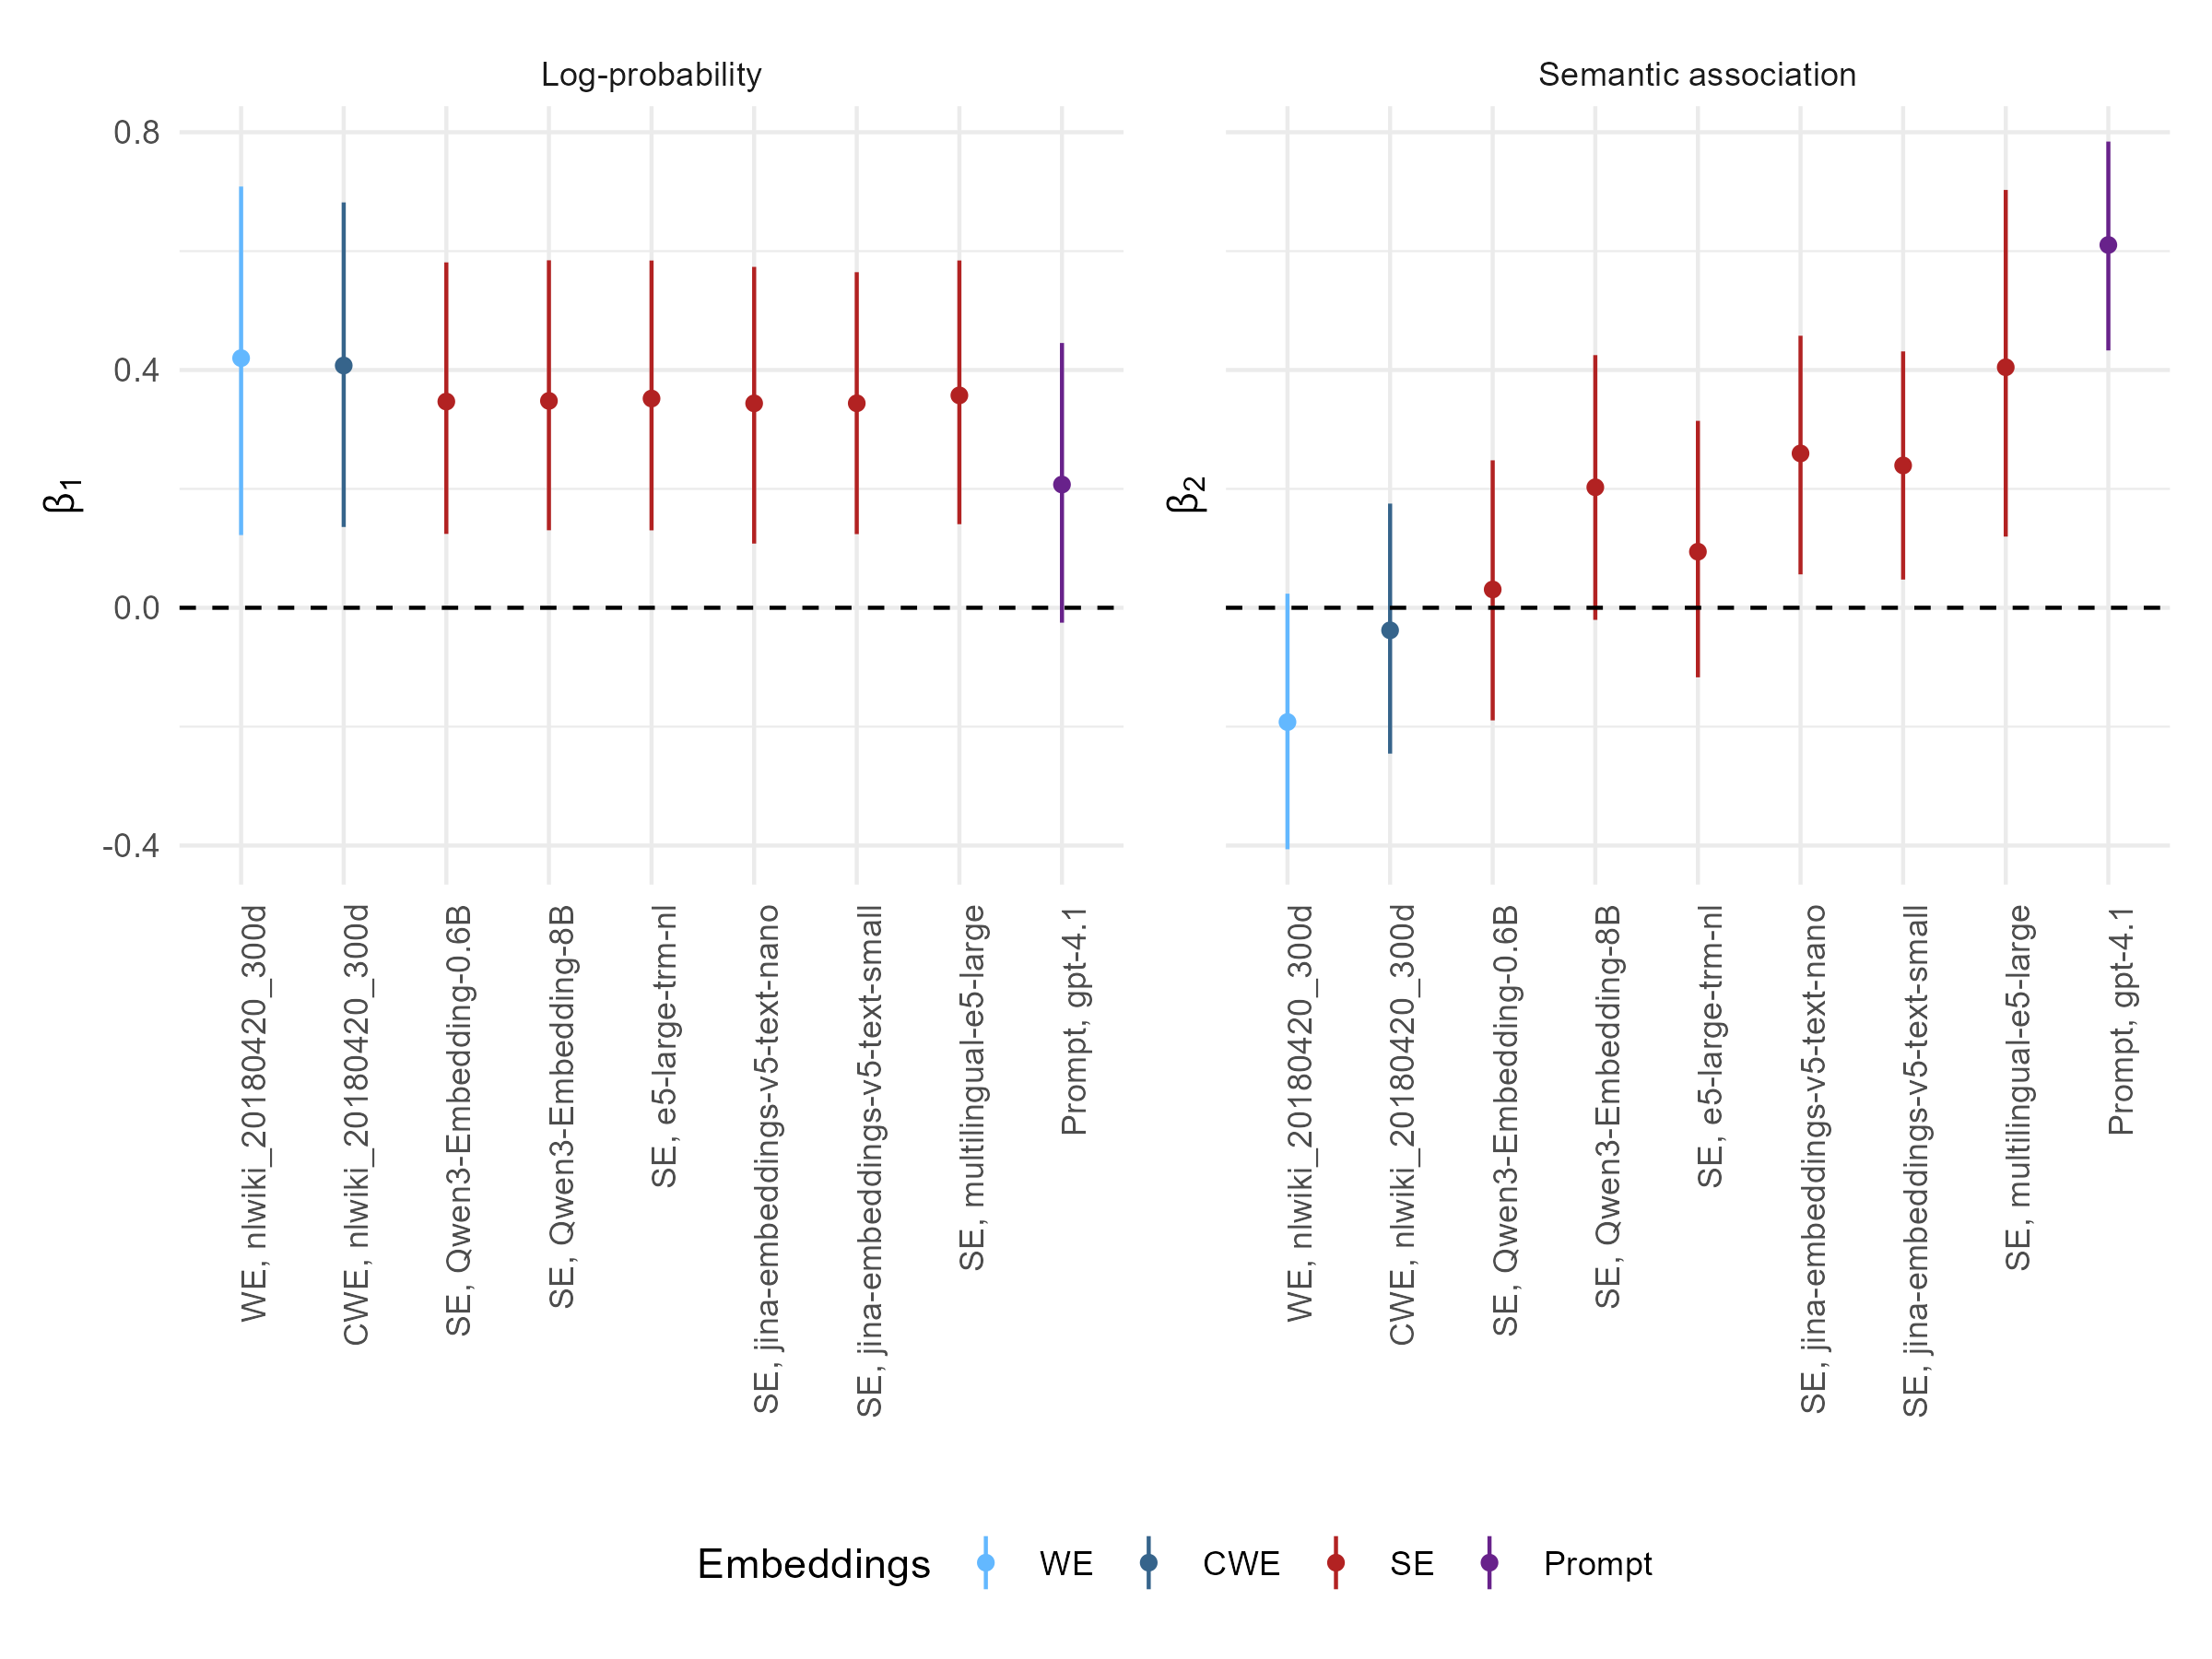 Log-probability
Semantic association
0.8
0.4
0.0
-0.4
β1
β2
WE, nlwiki_20180420_300d
CWE, nlwiki_20180420_300d
SE, Qwen3-Embedding-0.6B
SE, Qwen3-Embedding-8B
SE, e5-large-trm-nl
SE, jina-embeddings-v5-text-nano
SE, jina-embeddings-v5-text-small
SE, multilingual-e5-large
Prompt, gpt-4.1
WE, nlwiki_20180420_300d
CWE, nlwiki_20180420_300d
SE, Qwen3-Embedding-0.6B
SE, Qwen3-Embedding-8B
SE, e5-large-trm-nl
SE, jina-embeddings-v5-text-nano
SE, jina-embeddings-v5-text-small
SE, multilingual-e5-large
Prompt, gpt-4.1
Embeddings WE CWE SE Prompt